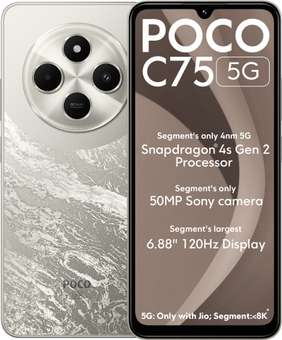 POCO
C75 5G
Segment's only 4nm 5G
Snapdragon® 4s Gen 2
Processor
Segment's only
50MP Sony camera
Segment's largest
6.88" 120Hz Display
POCO
5G: Only with Jio; Segment:<8K*